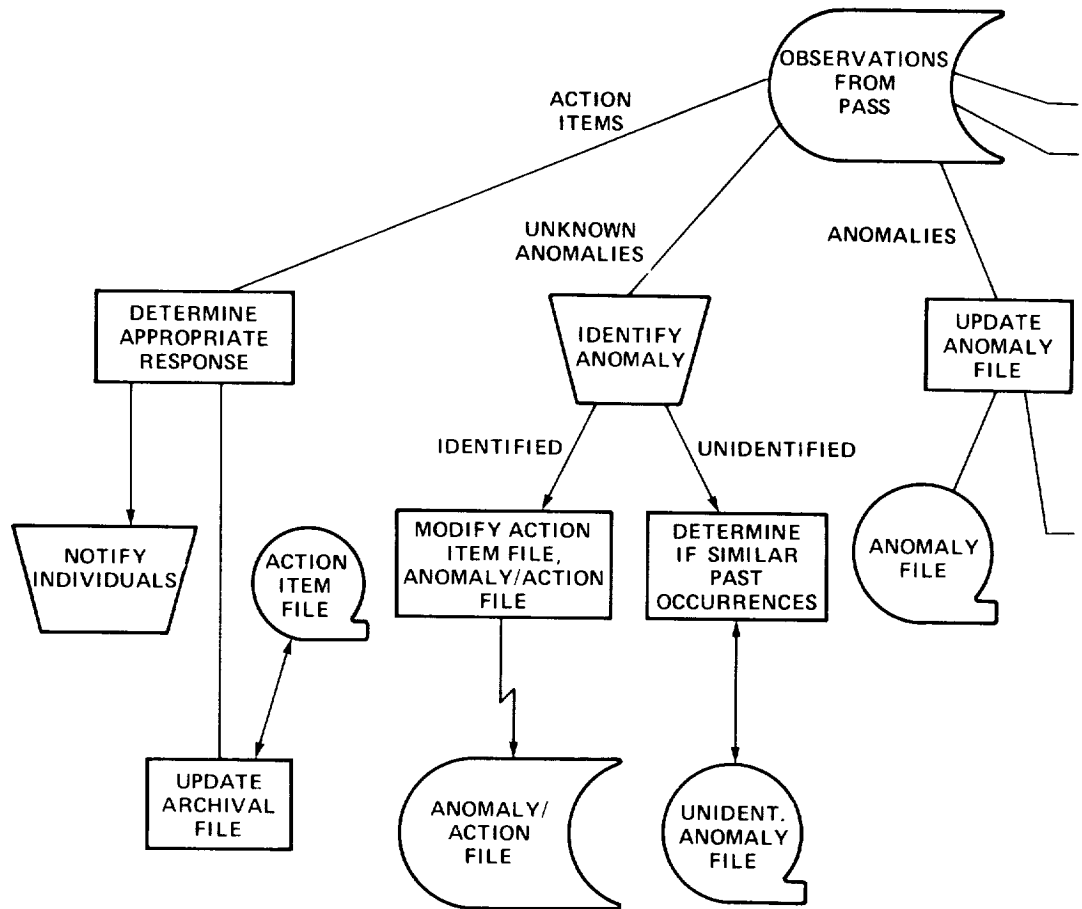 OBSERVATIONS
FROM
PASS
ACTION
ITEMS
UNKNOWN
ANOMALIES
ANOMALIES
DETERMINE
APPROPRIATE
RESPONSE
IDENTIFY
ANOMALY
UPDATE
ANOMALY
FILE
IDENTIFIED
UNIDENTIFIED
NOTIFY
INDIVIDUALS
ACTION
ITEM
FILE
MODIFY ACTION
ITEM FILE,
ANOMALY/ACTION
FILE
DETERMINE
IF SIMILAR
PAST
OCCURRENCES
ANOMALY
FILE
UPDATE
ARCHIVAL
FILE
ANOMALY/
ACTION
FILE
UNIDENT.
ANOMALY
FILE